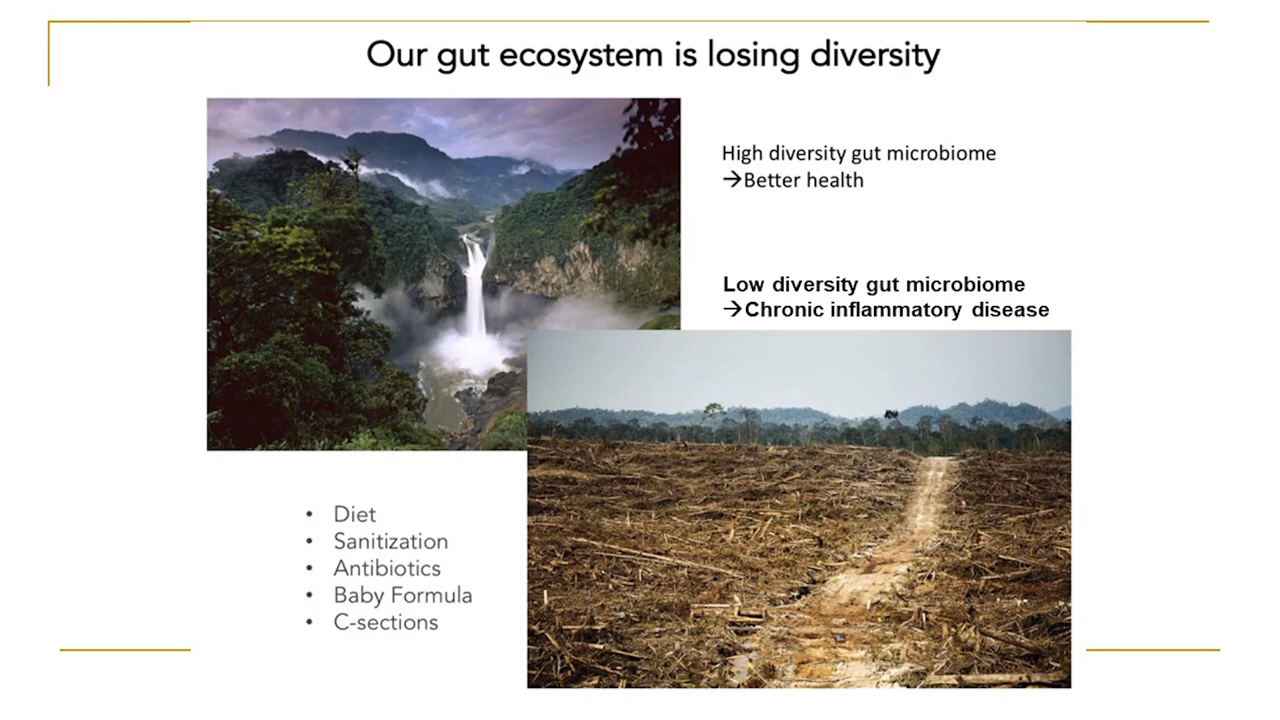 Our gut ecosystem is losing diversity
High diversity gut microbiome
→Better health
Low diversity gut microbiome
→Chronic inflammatory disease
• Diet
• Sanitization
• Antibiotics
• Baby Formula
• C-sections